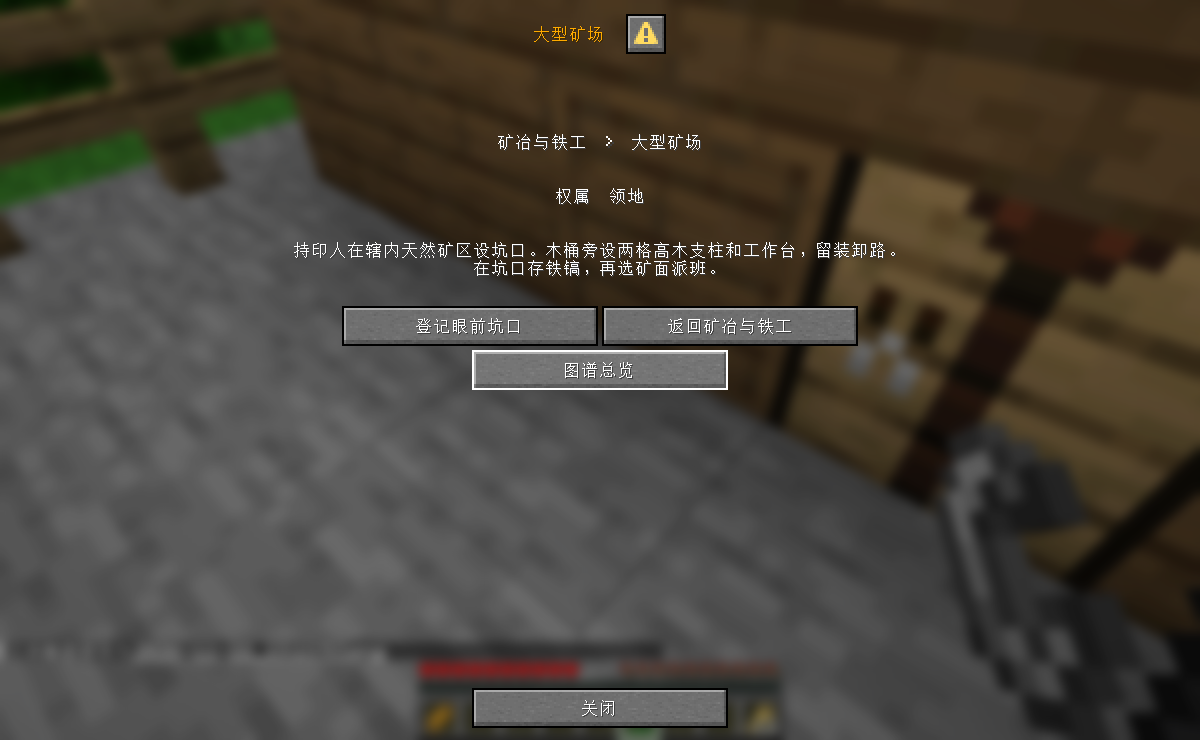 大型矿场
矿冶与铁工 > 大型矿场
权属 领地
持印人在辖内天然矿区设坑口。木桶旁设两格高木支柱和工作台，留装卸路。
在坑口存铁镐，再选矿面派班。
登记眼前坑口
返回矿冶与铁工
图谱总览
关闭